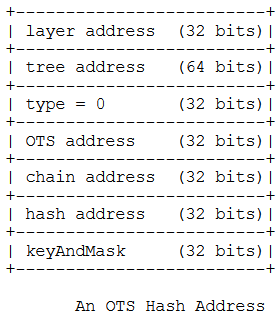 +-------------------------+
| layer address  (32 bits)|
+-------------------------+
| tree address   (64 bits)|
+-------------------------+
| type = 0       (32 bits)|
+-------------------------+
| OTS address    (32 bits)|
+-------------------------+
| chain address  (32 bits)|
+-------------------------+
| hash address   (32 bits)|
+-------------------------+
| keyAndMask     (32 bits)|
+-------------------------+
An OTS Hash Address